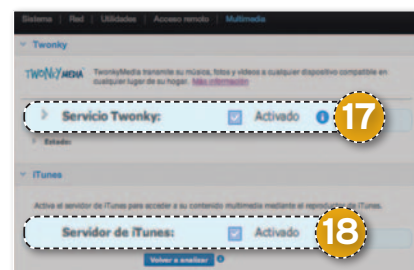 Sistema | Red | Utilidades | Acceso remoto | Multimedia
Twonky
TWONKY MEDIA TwonkyMedia transmite su música, fotos y vídeos a cualquier dispositivo compatible en
cualquier lugar de su hogar. Más información
Servicio Twonky: Activado 17
Estado:
iTunes
Activa el servidor de iTunes para acceder a su contenido multimedia mediante el reproductor de iTunes.
Servidor de iTunes: Activado 18
Volver a analizar